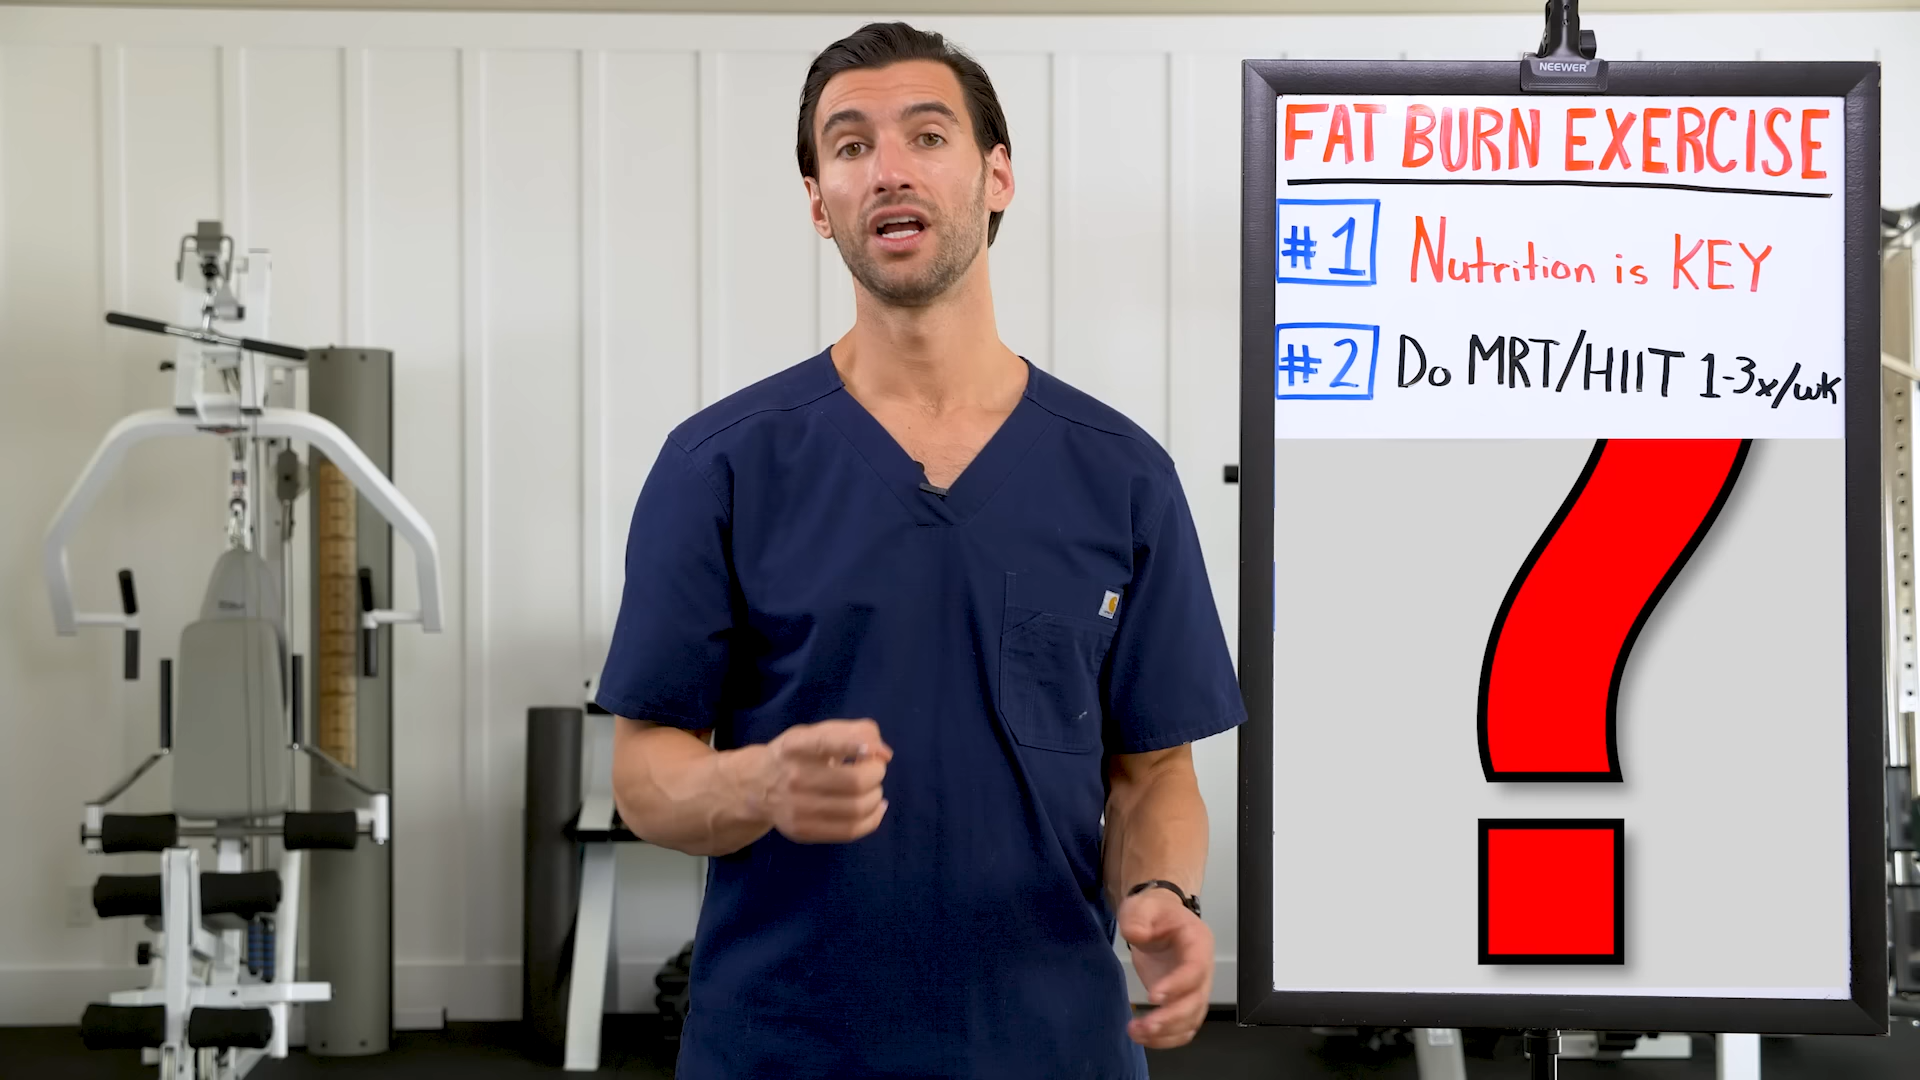 NEEWER
FAT BURN EXERCISE
#1 Nutrition is KEY
#2 Do MRT/HIIT 1-3x/wk
?